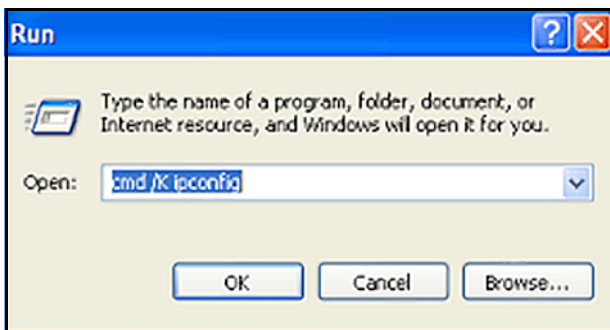 Run
Type the name of a program, folder, document, or
Internet resource, and Windows will open it for you.
Open:
cmd /K ipconfig
OK
Cancel
Browse...